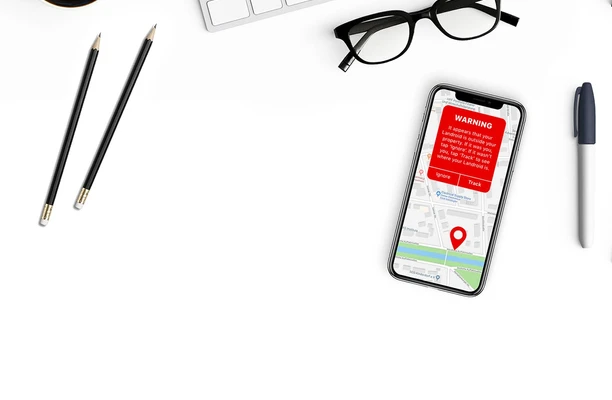 WARNING
It appears that your
Landroid is outside your
property. If it was you,
tap "Ignore". If it wasn't
you, tap "Track" to see
where your Landroid is.
Ignore
Track